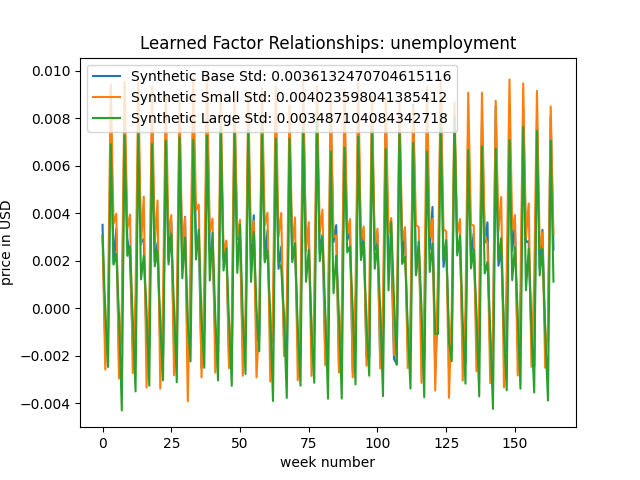 Learned Factor Relationships: unemployment
Synthetic Base Std: 0.0036132470704615116
Synthetic Small Std: 0.004023598041385412
Synthetic Large Std: 0.003487104084342718
price in USD
0.010
0.008
0.006
0.004
0.002
0.000
−0.002
−0.004
0 25 50 75 100 125 150
week number